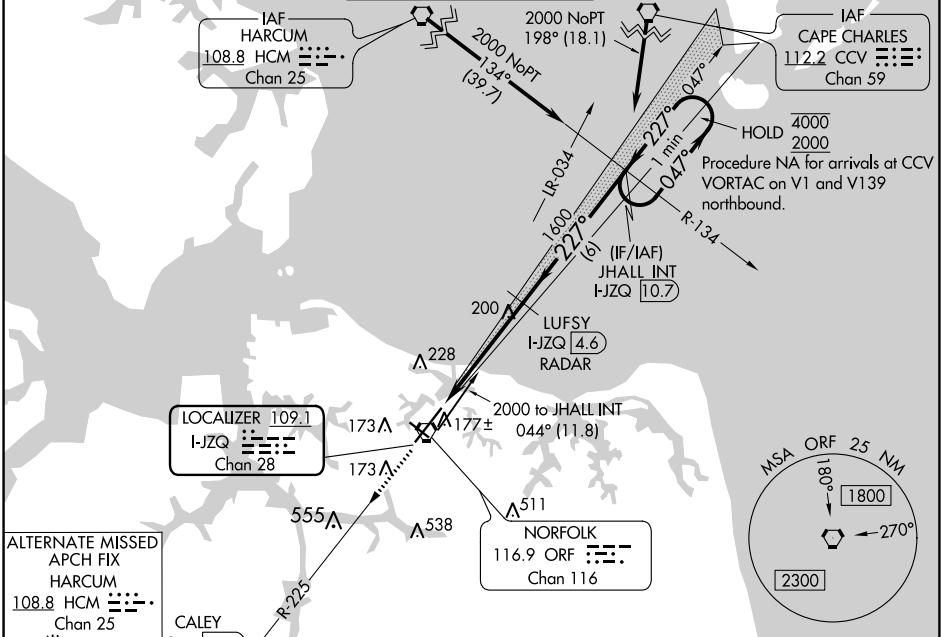 IAF
HARCUM
108.8 HCM
Chan 25
2000 NoPT
134°
(39.7)
2000 NoPT
198° (18.1)
IAF
CAPE CHARLES
112.2 CCV
Chan 59
047°
227°
1 min
047°
HOLD 4000
2000
Procedure NA for arrivals at CCV
VORTAC on V1 and V139
northbound.
LR-034
R-134
1600
227°
(6)
(IF/IAF)
JHALL INT
I-JZQ 10.7
200
LUFSY
I-JZQ 4.6
RADAR
228
2000 to JHALL INT
044° (11.8)
LOCALIZER 109.1
I-JZQ
Chan 28
173
177±
173
555
538
511
NORFOLK
116.9 ORF
Chan 116
MSA ORF 25 NM
180°
1800
270°
2300
ALTERNATE MISSED
APCH FIX
HARCUM
108.8 HCM
Chan 25
R-225
CALEY